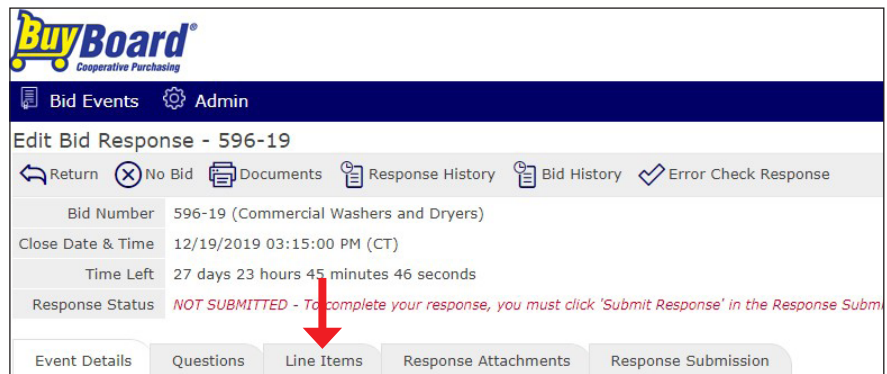 BuyBoard®
Cooperative Purchasing
Bid Events Admin
Edit Bid Response - 596-19
Return No Bid Documents Response History Bid History Error Check Response
Bid Number 596-19 (Commercial Washers and Dryers)
Close Date & Time 12/19/2019 03:15:00 PM (CT)
Time Left 27 days 23 hours 45 minutes 46 seconds
Response Status NOT SUBMITTED - To complete your response, you must click 'Submit Response' in the Response Submi
Event Details Questions Line Items Response Attachments Response Submission